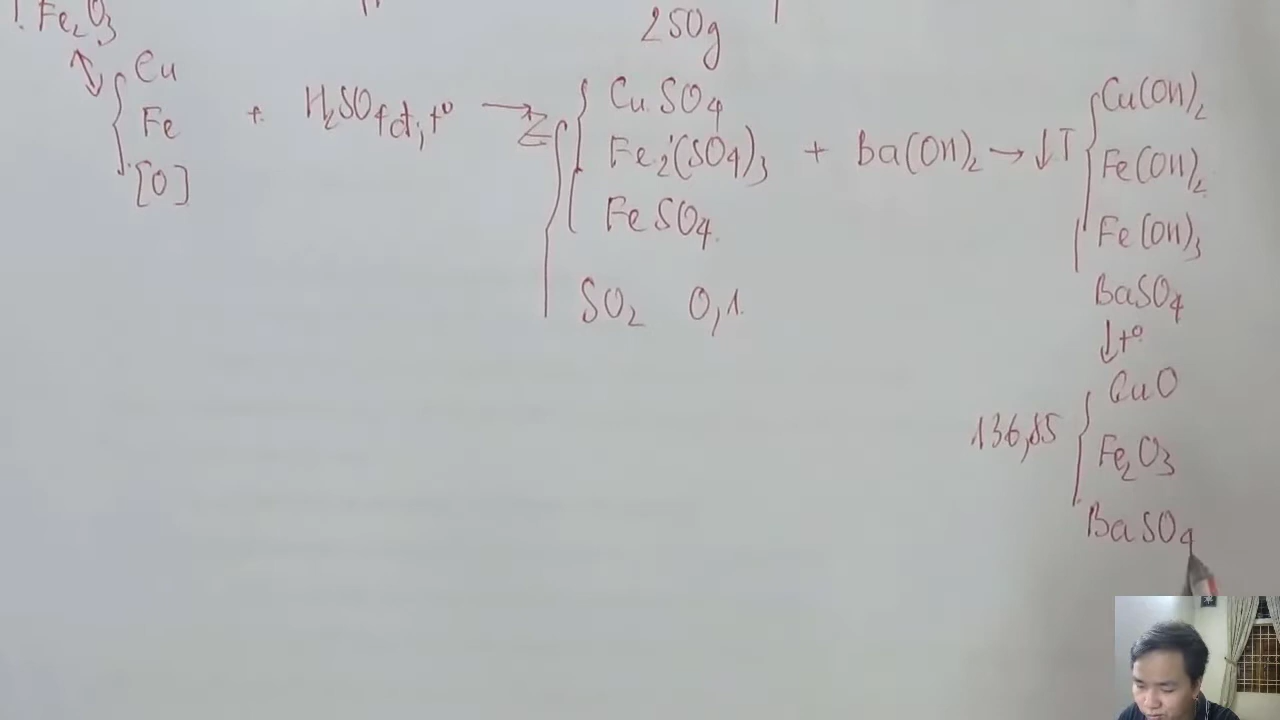 Fe2O3
250g
Cu
Fe
[O]
+ H2SO4đ, t° → Z
CuSO4
Fe2(SO4)3
FeSO4
SO2 0,1
+ Ba(OH)2 → ↓T
Cu(OH)2
Fe(OH)2
Fe(OH)3
BaSO4
↓t°
136,85
CuO
Fe2O3
BaSO4